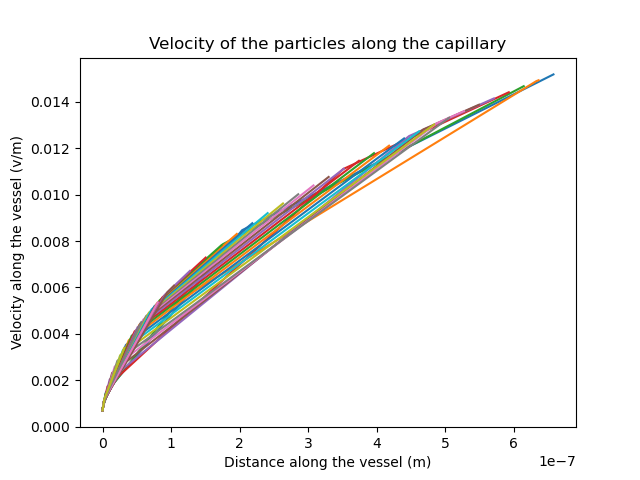 Velocity of the particles along the capillary
Velocity along the vessel (v/m)
0.014
0.012
0.010
0.008
0.006
0.004
0.002
0.000
0 1 2 3 4 5 6
1e−7
Distance along the vessel (m)